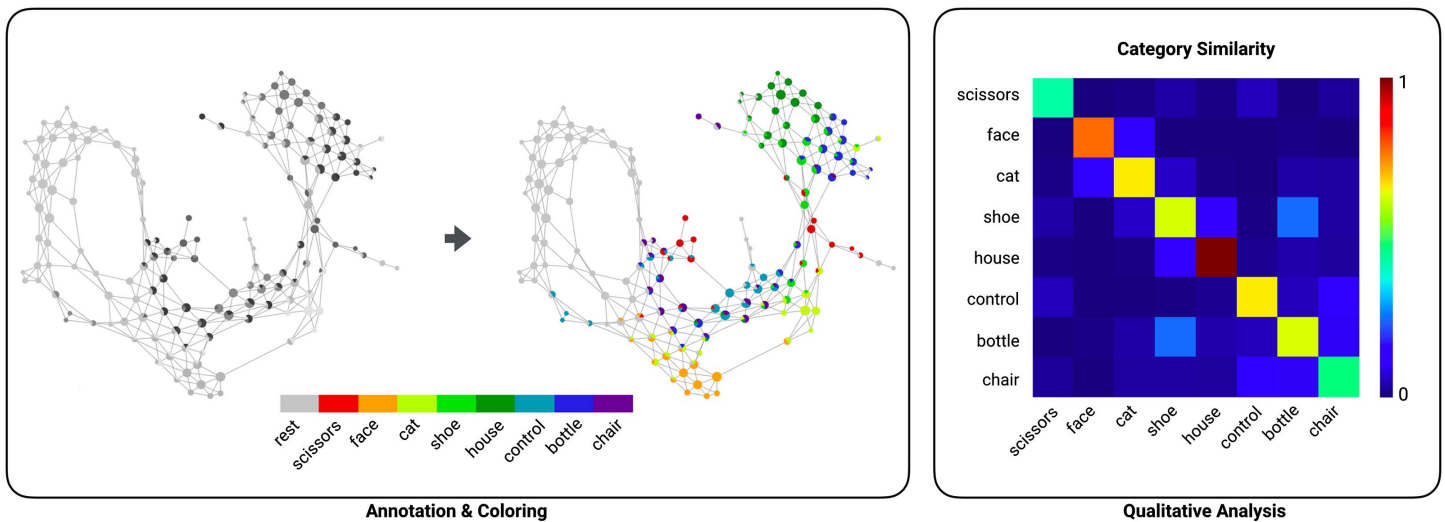 rest
scissors
face
cat
shoe
house
control
bottle
chair
Annotation & Coloring
Category Similarity
scissors
face
cat
shoe
house
control
bottle
chair
scissors
face
cat
shoe
house
control
bottle
chair
1
0
Qualitative Analysis